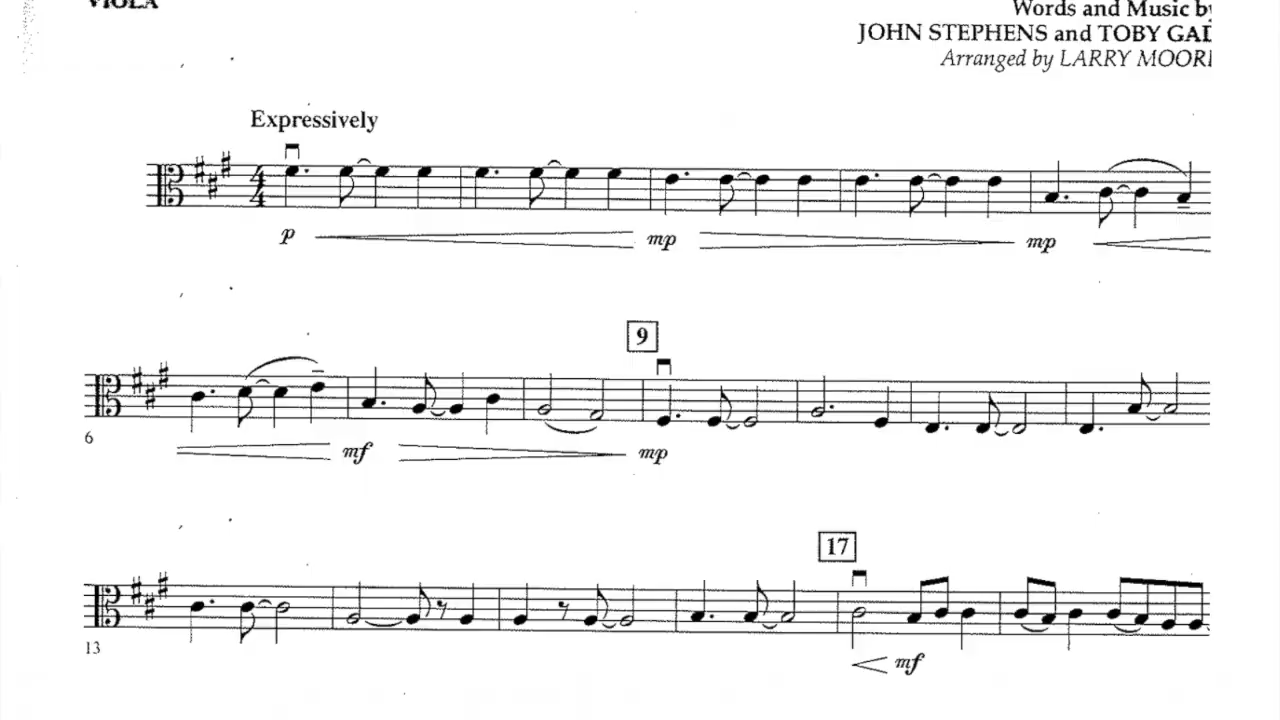 VIOLA
Words and Music by
JOHN STEPHENS and TOBY GAD
Arranged by LARRY MOOR
Expressively
p mp mp
9
6
mf mp
17
13
mf